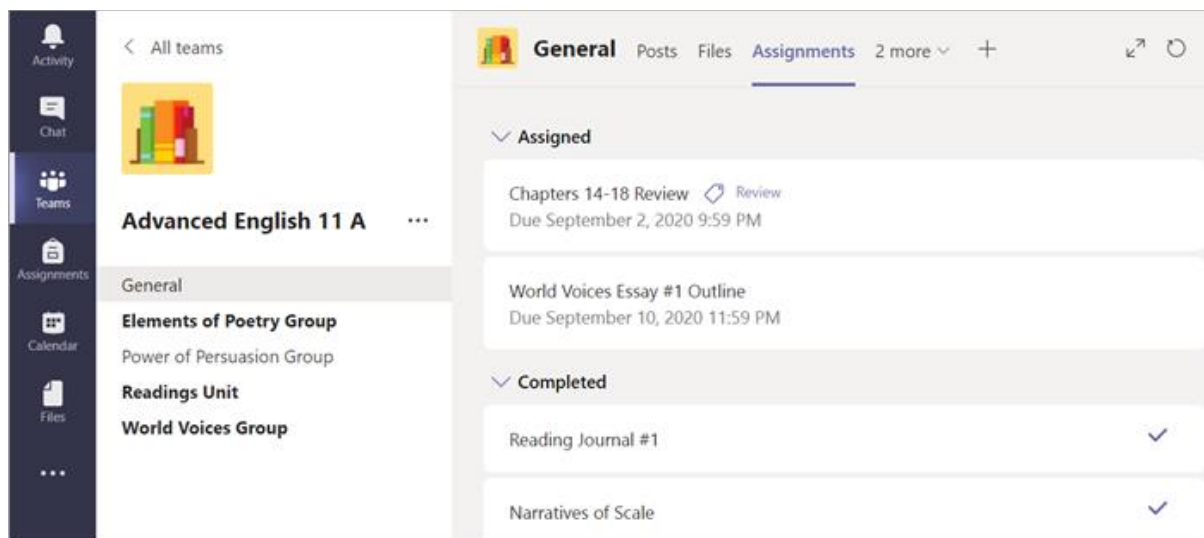 Activity
Chat
Teams
Assignments
Calendar
Files
All teams
Advanced English 11 A
General
Elements of Poetry Group
Power of Persuasion Group
Readings Unit
World Voices Group
General Posts Files Assignments 2 more
Assigned
Chapters 14-18 Review Review
Due September 2, 2020 9:59 PM
World Voices Essay #1 Outline
Due September 10, 2020 11:59 PM
Completed
Reading Journal #1
Narratives of Scale